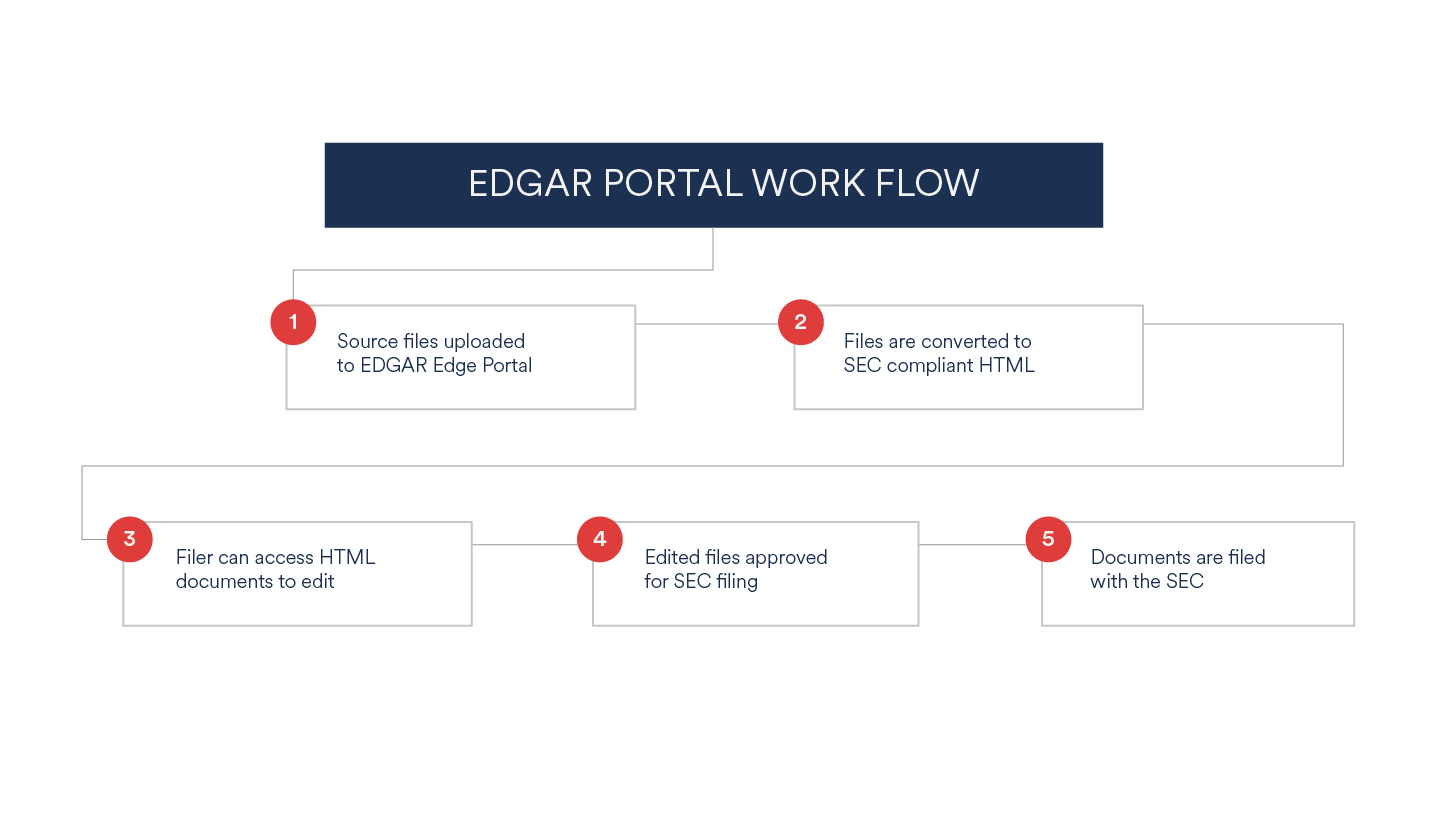 EDGAR PORTAL WORK FLOW
1
Source files uploaded
to EDGAR Edge Portal
2
Files are converted to
SEC compliant HTML
3
Filer can access HTML
documents to edit
4
Edited files approved
for SEC filing
5
Documents are filed
with the SEC